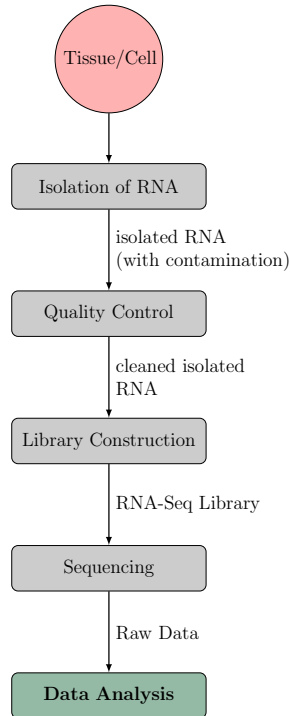 Tissue/Cell
Isolation of RNA
isolated RNA
(with contamination)
Quality Control
cleaned isolated
RNA
Library Construction
RNA-Seq Library
Sequencing
Raw Data
Data Analysis